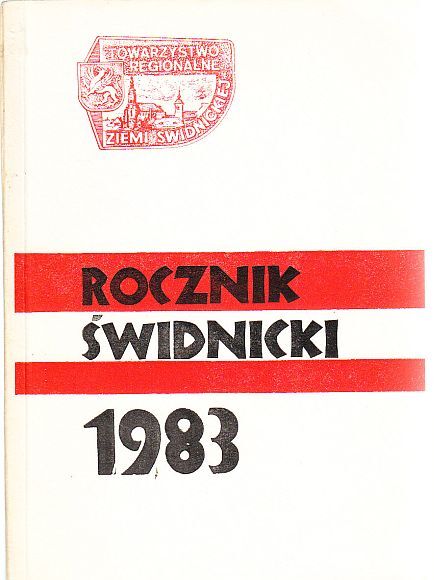 TOWARZYSTWO
REGIONALNE
ZIEMI ŚWIDNICKIEJ
ROCZNIK
ŚWIDNICKI
1983